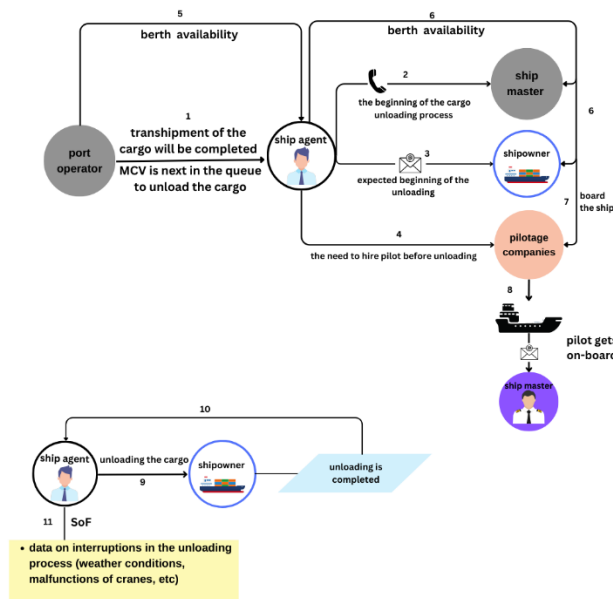 5
berth availability
6
berth availability
1
transhipment of the
cargo will be completed
MCV is next in the queue
to unload the cargo
port
operator
ship agent
2
the beginning of the cargo
unloading process
ship
master
6
3
expected beginning of the
unloading
shipowner
7
board
the ship
4
the need to hire pilot before unloading
pilotage
companies
8
pilot gets
on-board
ship master
10
ship agent
unloading the cargo
9
shipowner
unloading is
completed
11
SoF
• data on interruptions in the unloading
process (weather conditions,
malfunctions of cranes, etc)